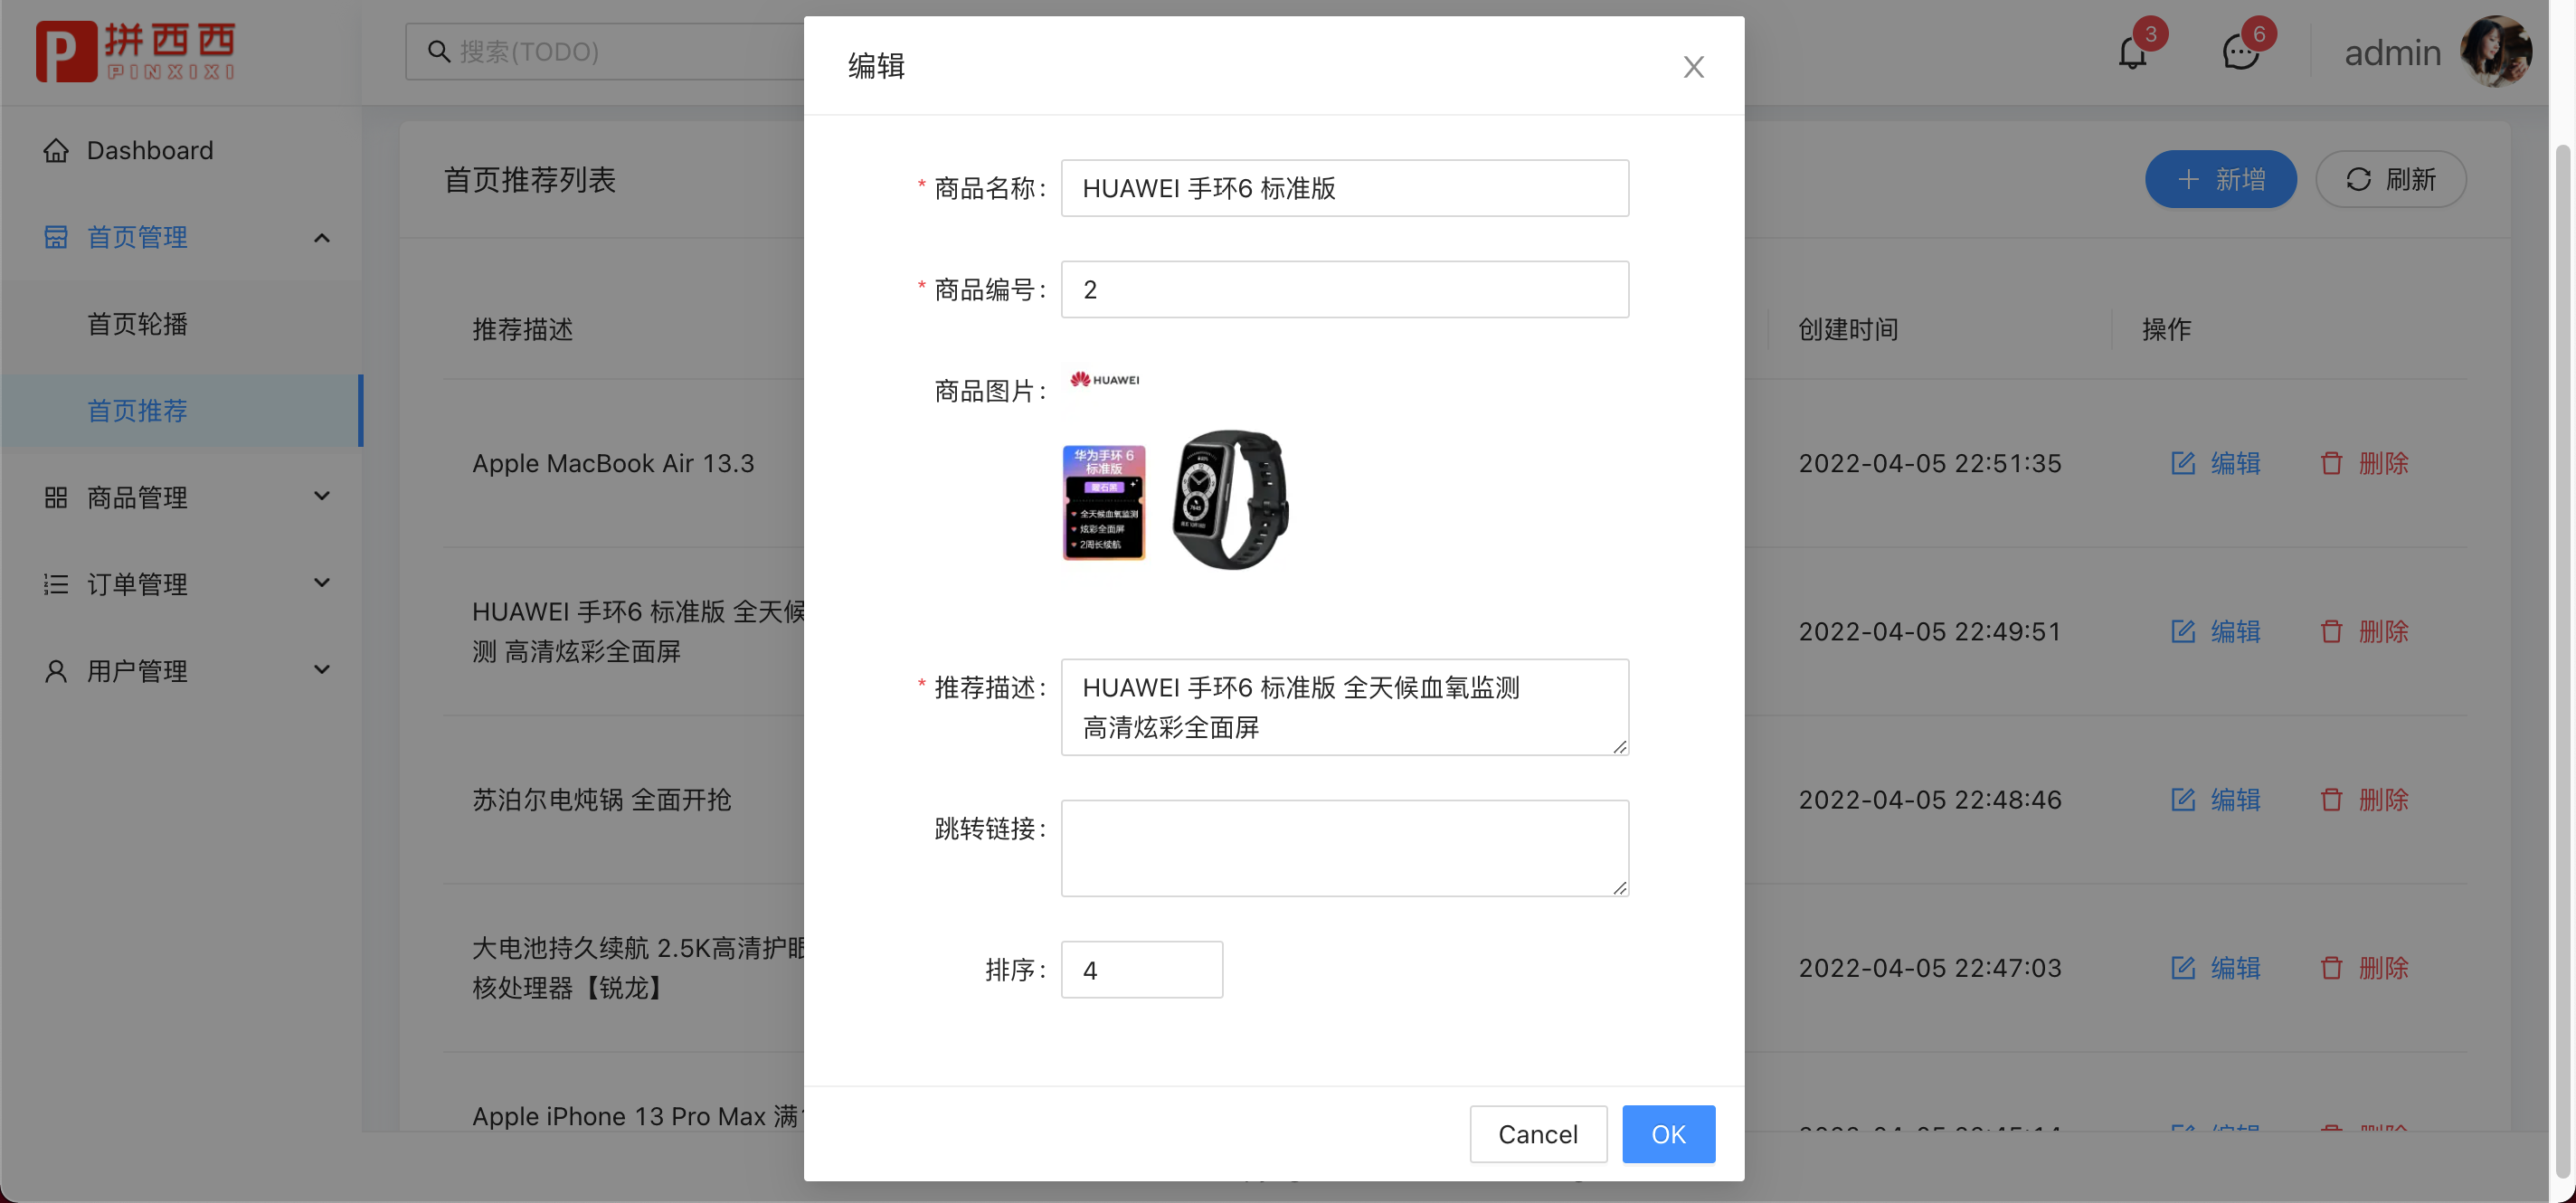 拼西西
PINXIXI
搜索(TODO)
3
6
admin
Dashboard
首页管理
首页轮播
首页推荐
商品管理
订单管理
用户管理
首页推荐列表
新增
刷新
推荐描述
创建时间
操作
Apple MacBook Air 13.3
2022-04-05 22:51:35
编辑
删除
HUAWEI 手环6 标准版 全天候
测 高清炫彩全面屏
2022-04-05 22:49:51
编辑
删除
苏泊尔电炖锅 全面开抢
2022-04-05 22:48:46
编辑
删除
大电池持久续航 2.5K高清护眼
核处理器【锐龙】
2022-04-05 22:47:03
编辑
删除
Apple iPhone 13 Pro Max 满
编辑
X
* 商品名称:
HUAWEI 手环6 标准版
* 商品编号:
2
商品图片:
HUAWEI
华为手环 6
标准版
曜石黑
全天候血氧监测
炫彩全面屏
2周长续航
* 推荐描述:
HUAWEI 手环6 标准版 全天候血氧监测
高清炫彩全面屏
跳转链接:
排序:
4
Cancel
OK